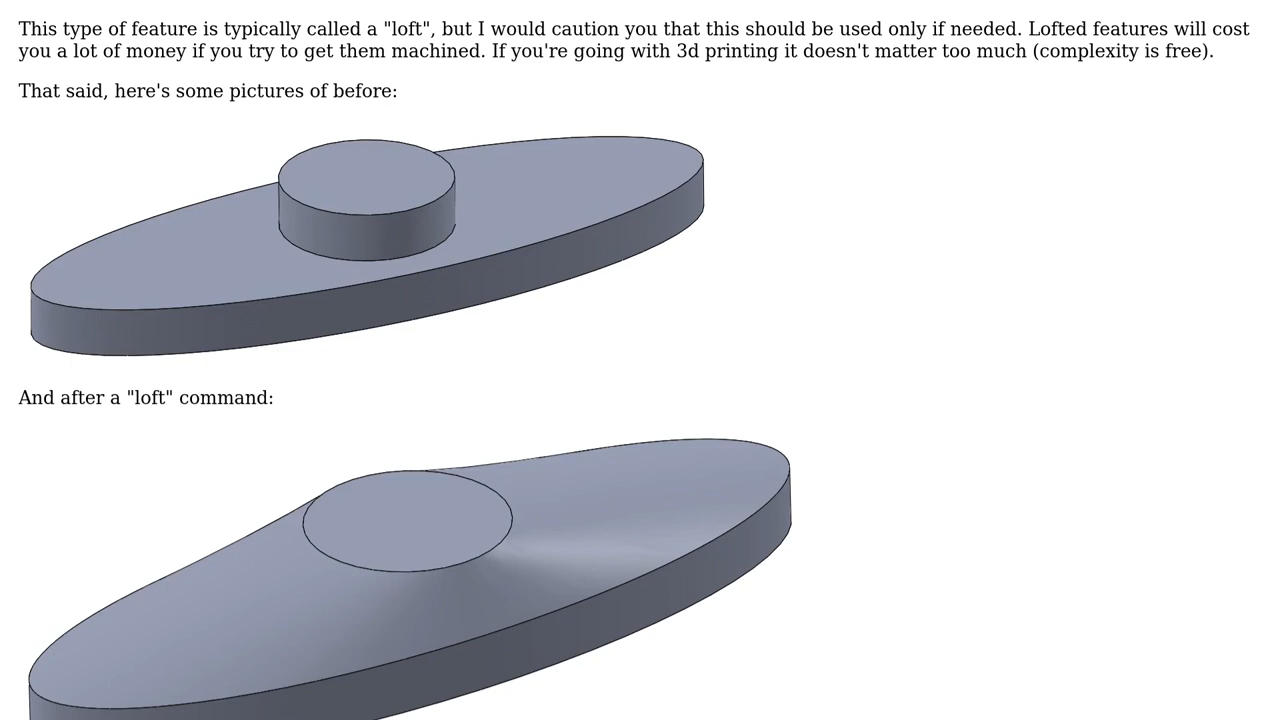 This type of feature is typically called a "loft", but I would caution you that this should be used only if needed. Lofted features will cost
you a lot of money if you try to get them machined. If you're going with 3d printing it doesn't matter too much (complexity is free).
That said, here's some pictures of before:
And after a "loft" command: